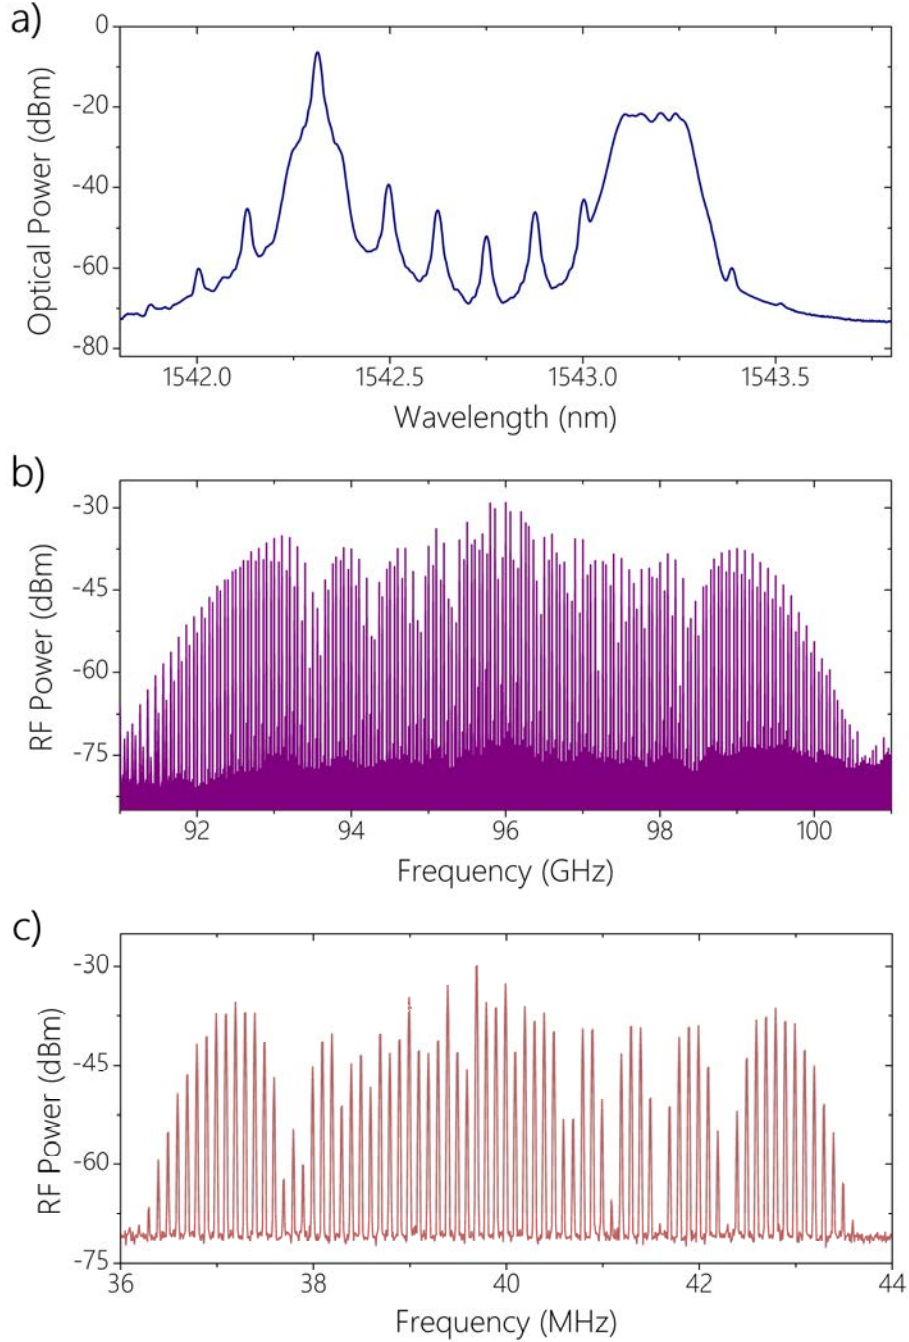 a)
0
-20
-40
-60
-80
Optical Power (dBm)
1542.0 1542.5 1543.0 1543.5
Wavelength (nm)
b)
-30
-45
-60
-75
RF Power (dBm)
92 94 96 98 100
Frequency (GHz)
c)
-30
-45
-60
-75
RF Power (dBm)
36 38 40 42 44
Frequency (MHz)